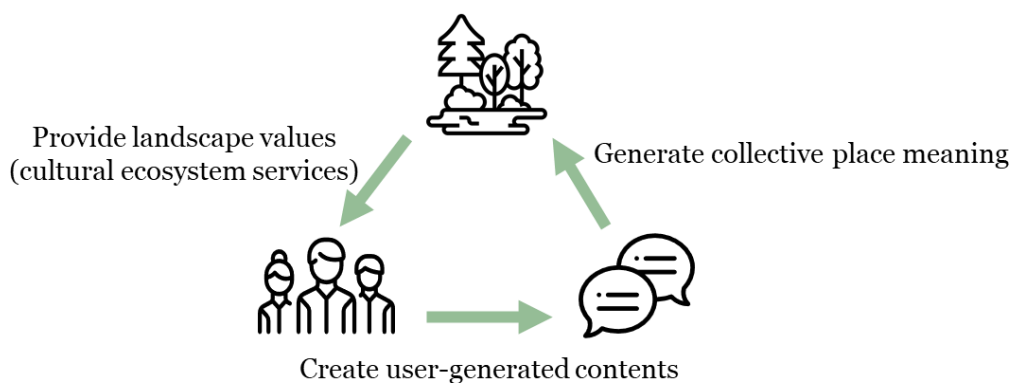 Provide landscape values
(cultural ecosystem services)
Generate collective place meaning
Create user-generated contents